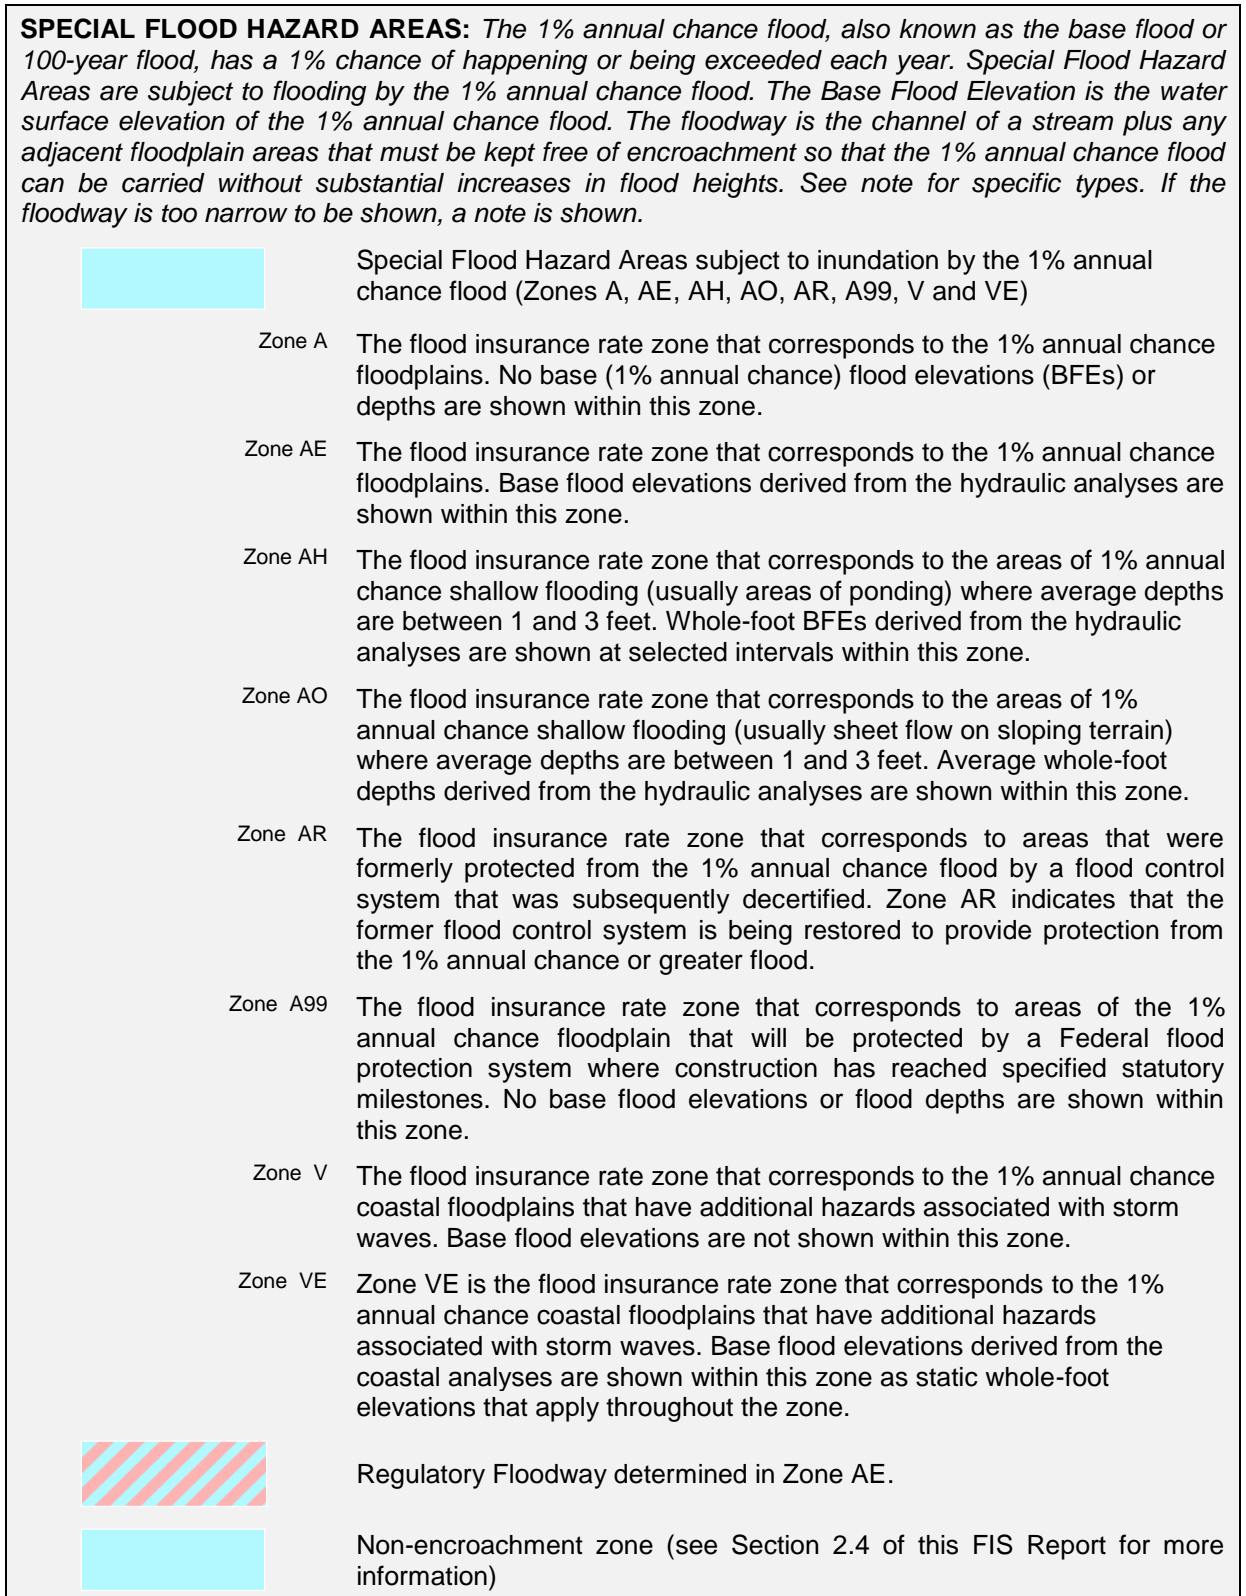 SPECIAL FLOOD HAZARD AREAS: The 1% annual chance flood, also known as the base flood or
100-year flood, has a 1% chance of happening or being exceeded each year. Special Flood Hazard
Areas are subject to flooding by the 1% annual chance flood. The Base Flood Elevation is the water
surface elevation of the 1% annual chance flood. The floodway is the channel of a stream plus any
adjacent floodplain areas that must be kept free of encroachment so that the 1% annual chance flood
can be carried without substantial increases in flood heights. See note for specific types. If the
floodway is too narrow to be shown, a note is shown.
Special Flood Hazard Areas subject to inundation by the 1% annual
chance flood (Zones A, AE, AH, AO, AR, A99, V and VE)
Zone A The flood insurance rate zone that corresponds to the 1% annual chance
floodplains. No base (1% annual chance) flood elevations (BFEs) or
depths are shown within this zone.
Zone AE The flood insurance rate zone that corresponds to the 1% annual chance
floodplains. Base flood elevations derived from the hydraulic analyses are
shown within this zone.
Zone AH The flood insurance rate zone that corresponds to the areas of 1% annual
chance shallow flooding (usually areas of ponding) where average depths
are between 1 and 3 feet. Whole-foot BFEs derived from the hydraulic
analyses are shown at selected intervals within this zone.
Zone AO The flood insurance rate zone that corresponds to the areas of 1%
annual chance shallow flooding (usually sheet flow on sloping terrain)
where average depths are between 1 and 3 feet. Average whole-foot
depths derived from the hydraulic analyses are shown within this zone.
Zone AR The flood insurance rate zone that corresponds to areas that were
formerly protected from the 1% annual chance flood by a flood control
system that was subsequently decertified. Zone AR indicates that the
former flood control system is being restored to provide protection from
the 1% annual chance or greater flood.
Zone A99 The flood insurance rate zone that corresponds to areas of the 1%
annual chance floodplain that will be protected by a Federal flood
protection system where construction has reached specified statutory
milestones. No base flood elevations or flood depths are shown within
this zone.
Zone V The flood insurance rate zone that corresponds to the 1% annual chance
coastal floodplains that have additional hazards associated with storm
waves. Base flood elevations are not shown within this zone.
Zone VE Zone VE is the flood insurance rate zone that corresponds to the 1%
annual chance coastal floodplains that have additional hazards
associated with storm waves. Base flood elevations derived from the
coastal analyses are shown within this zone as static whole-foot
elevations that apply throughout the zone.
Regulatory Floodway determined in Zone AE.
Non-encroachment zone (see Section 2.4 of this FIS Report for more
information)